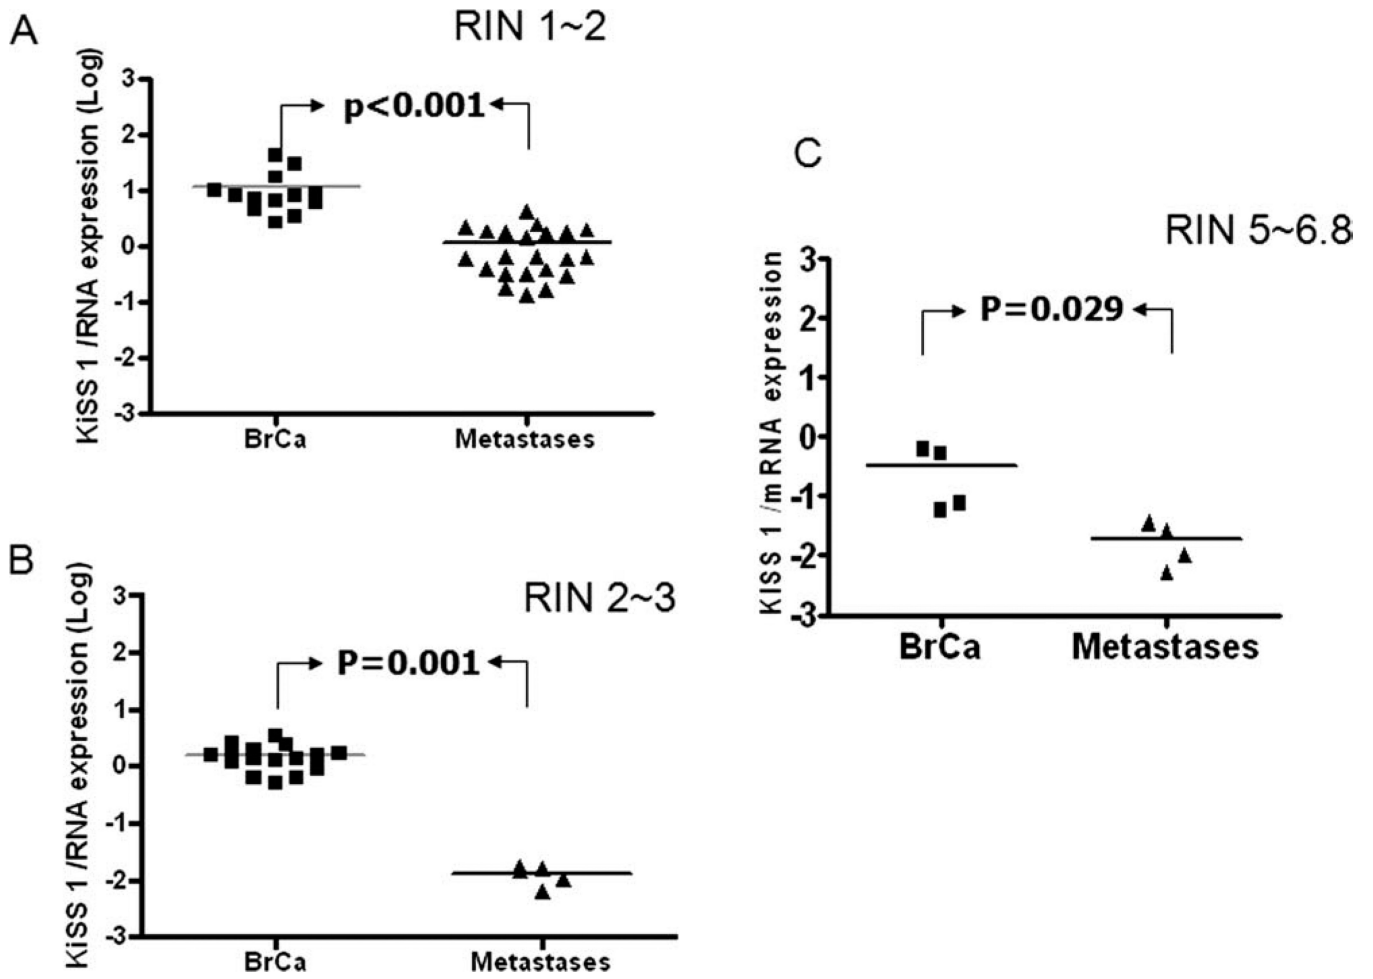 A
RIN 1~2
KiSS 1 /RNA expression (Log)
3
2
1
0
-1
-2
-3
p<0.001
BrCa
Metastases
B
RIN 2~3
KiSS 1 /RNA expression (Log)
3
2
1
0
-1
-2
-3
P=0.001
BrCa
Metastases
C
RIN 5~6.8
KISS 1 /mRNA expression
3
2
1
0
-1
-2
-3
P=0.029
BrCa
Metastases